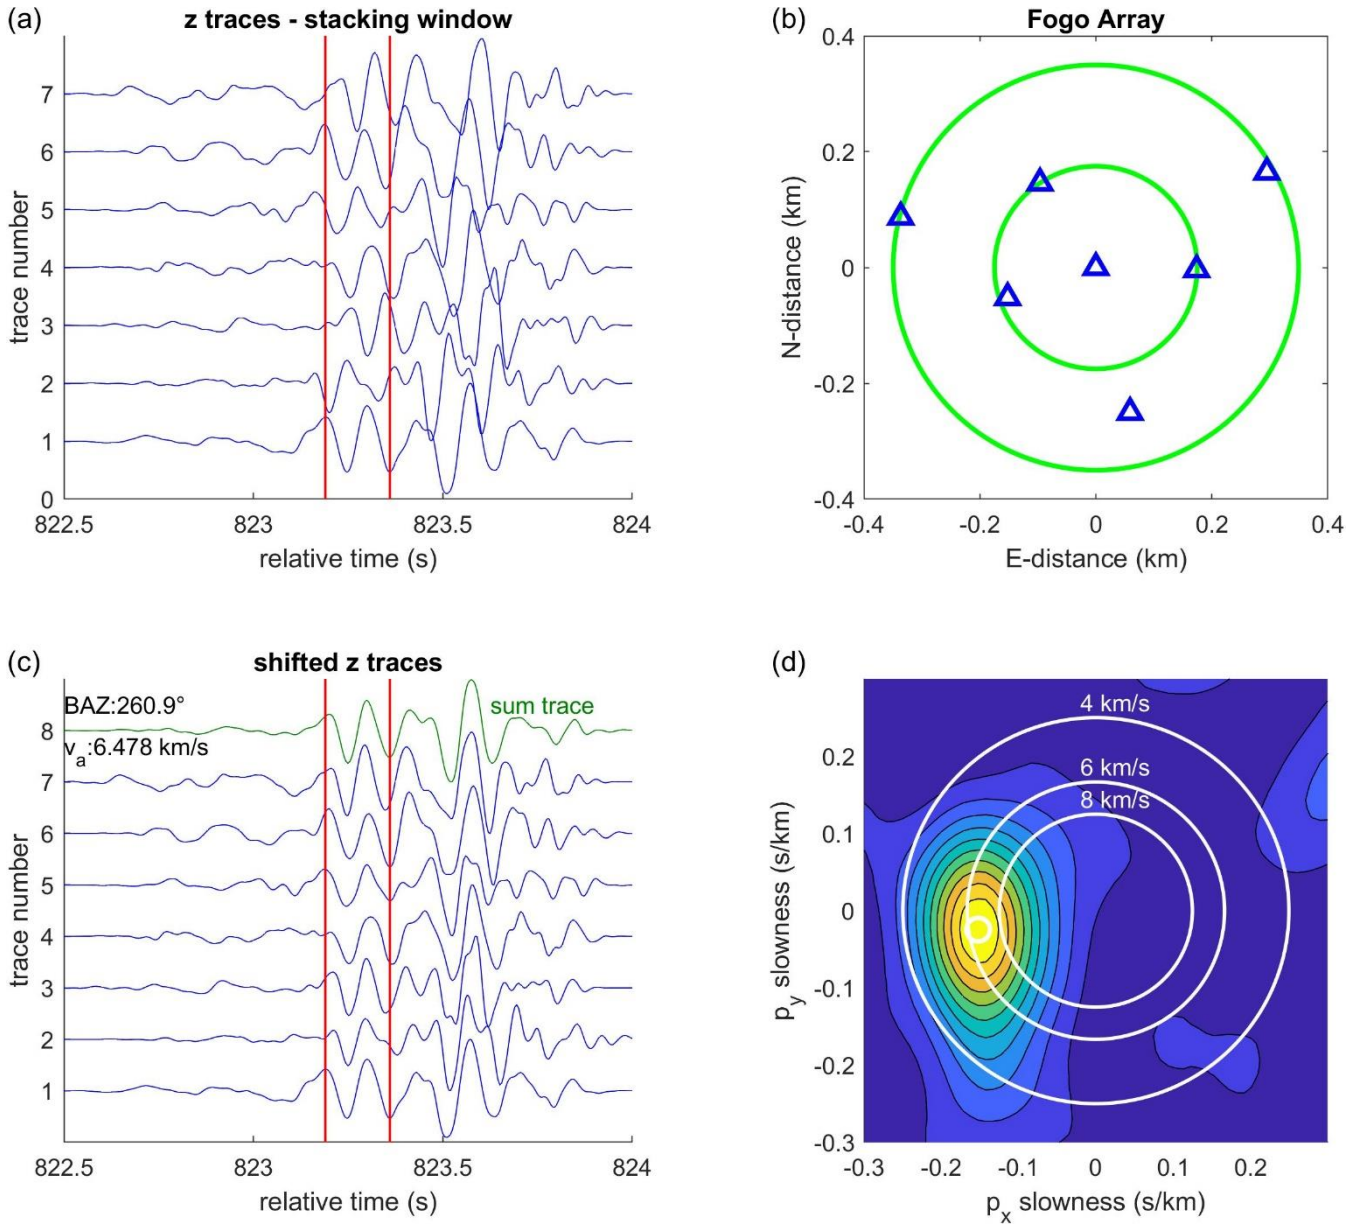 (a)
z traces - stacking window
trace number
7
6
5
4
3
2
1
0
822.5
823
823.5
824
relative time (s)
(b)
Fogo Array
N-distance (km)
0.4
0.2
0
-0.2
-0.4
-0.4
-0.2
0
0.2
0.4
E-distance (km)
(c)
shifted z traces
BAZ:260.9°
sum trace
v_a:6.478 km/s
trace number
8
7
6
5
4
3
2
1
822.5
823
823.5
824
relative time (s)
(d)
4 km/s
6 km/s
8 km/s
p_y slowness (s/km)
0.2
0.1
0
-0.1
-0.2
-0.3
-0.3
-0.2
-0.1
0
0.1
0.2
p_x slowness (s/km)